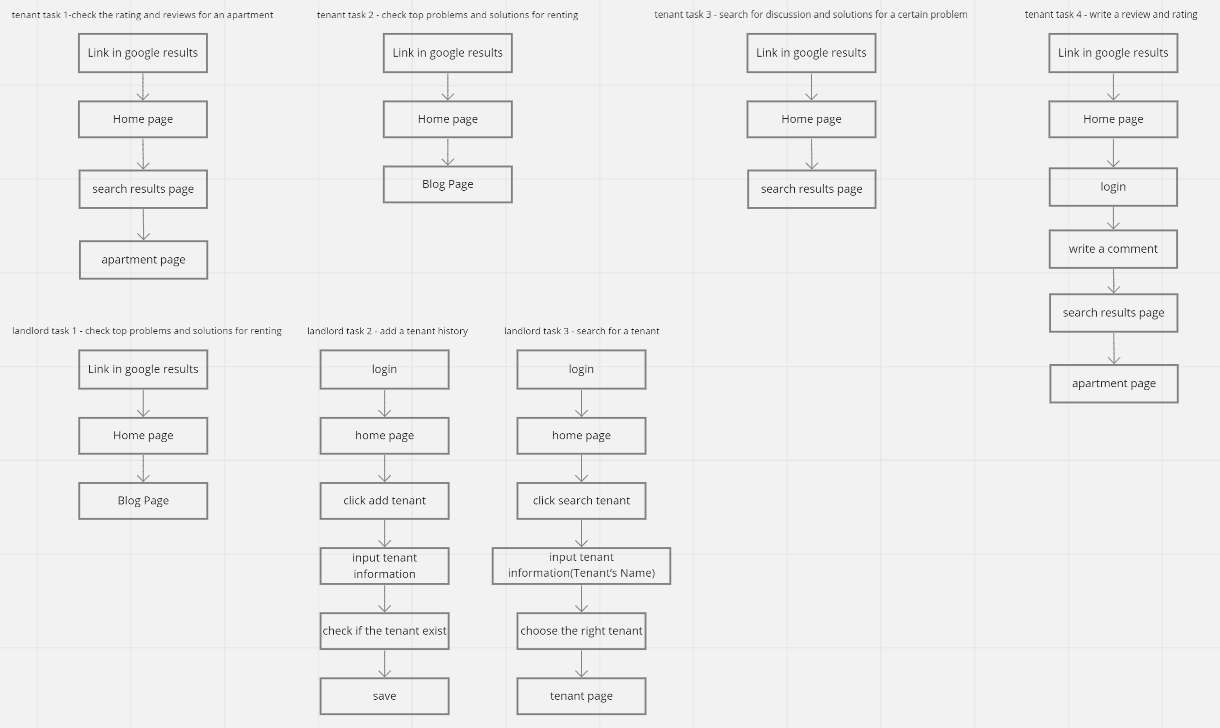 tenant task 1-check the rating and reviews for an apartment
Link in google results
Home page
search results page
apartment page
tenant task 2 - check top problems and solutions for renting
Link in google results
Home page
Blog Page
tenant task 3 - search for discussion and solutions for a certain problem
Link in google results
Home page
search results page
tenant task 4 - write a review and rating
Link in google results
Home page
login
write a comment
search results page
apartment page
landlord task 1 - check top problems and solutions for renting
Link in google results
Home page
Blog Page
landlord task 2 - add a tenant history
login
home page
click add tenant
input tenant
information
check if the tenant exist
save
landlord task 3 - search for a tenant
login
home page
click search tenant
input tenant
information(Tenant's Name)
choose the right tenant
tenant page